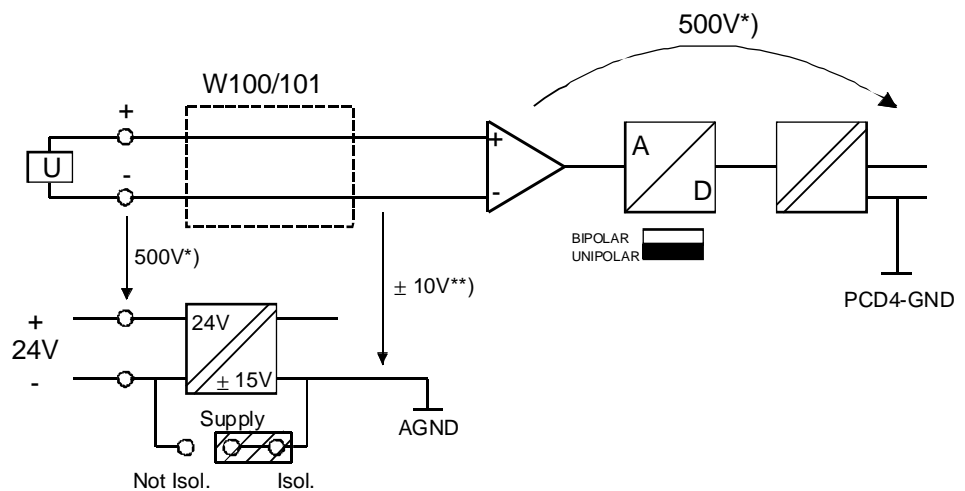 500V*)
W100/101
+
U
-
+
-
A
D
BIPOLAR
UNIPOLAR
PCD4-GND
500V*)
± 10V**)
+
24V
-
24V
± 15V
AGND
Supply
Not Isol.
Isol.